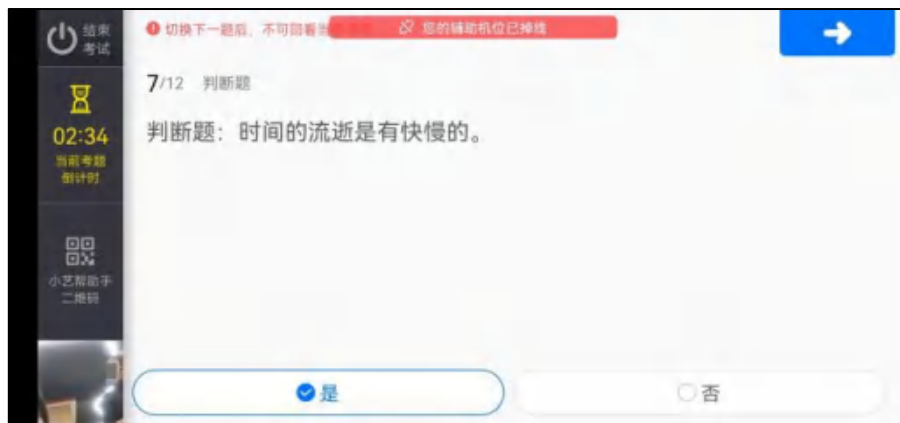 结束
考试
切换下一题后，不可回看当
您的辅助机位已掉线
7/12 判断题
02:34
当前考题
倒计时
判断题：时间的流逝是有快慢的。
小艺帮助手
二维码
是
否